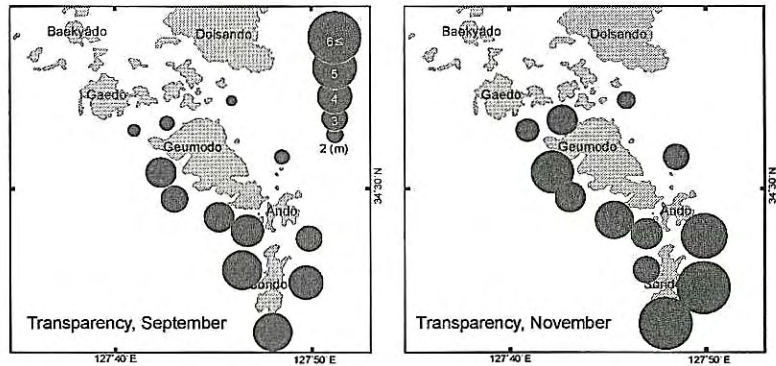 Baekyado
Dolsando
6≤
5
4
3
2 (m)
Gaedo
Geumodo
Ando
Sondo
34°30'N
Transparency, September
127°40'E
127°50'E
Baekyado
Dolsando
Gaedo
Geumodo
Ando
34°30'N
Transparency, November
127°40'E
127°50'E